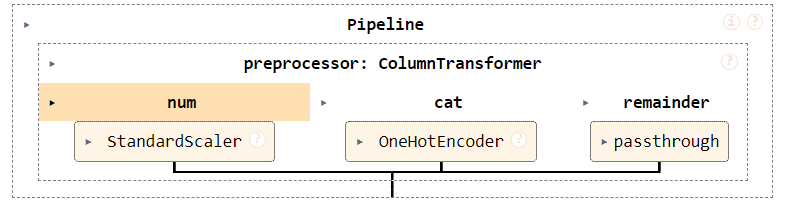 Pipeline i ?
preprocessor: ColumnTransformer ?
num cat remainder
StandardScaler ? OneHotEncoder ? passthrough